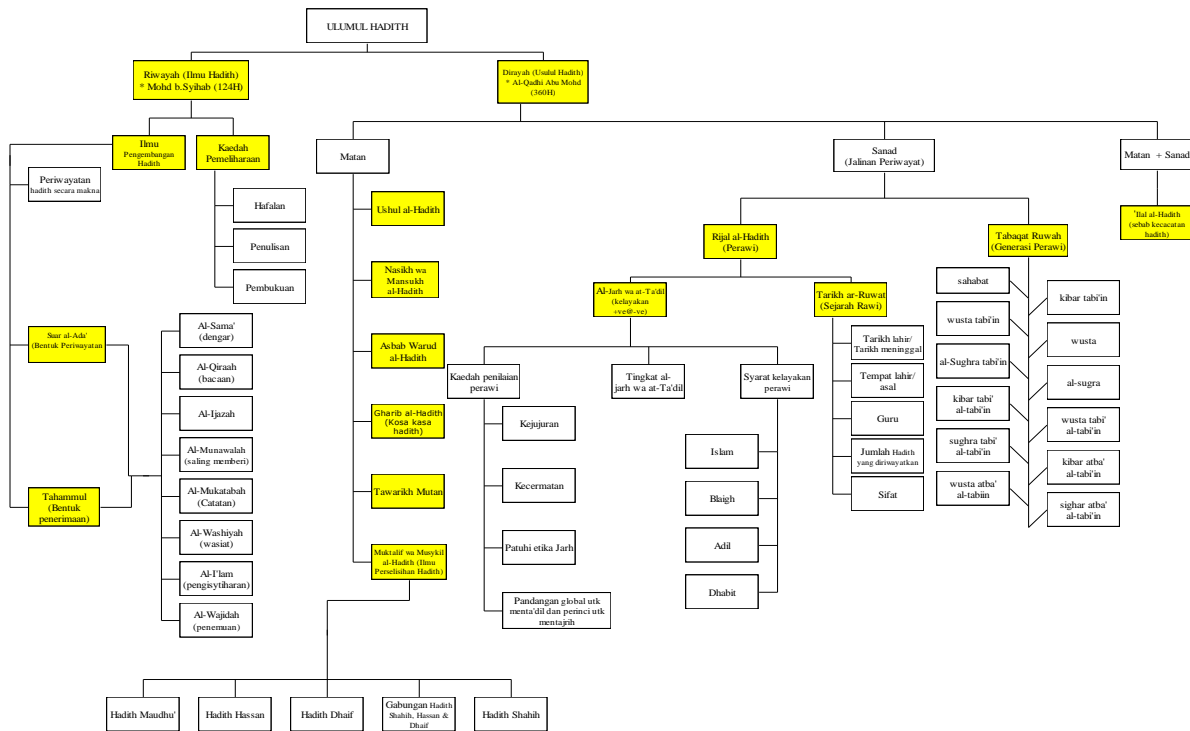 ULUMUL HADITH
Riwayah (Ilmu Hadith)
* Mohd b.Syihab (124H)
Dirayah (Usulul Hadith)
* Al-Qadhi Abu Mohd
(360H)
Ilmu
Pengembangan
Hadith
Kaedah
Pemeliharaan
Periwayatan
hadith secara makna
Hafalan
Penulisan
Pembukuan
Suar al-Ada'
(Bentuk Periwayatan
Tahammul
(Bentuk
penerimaan)
Al-Sama'
(dengar)
Al-Qiraah
(bacaan)
Al-Ijazah
Al-Munawalah
(saling memberi)
Al-Mukatabah
(Catatan)
Al-Washiyah
(wasiat)
Al-I'lam
(pengisytiharan)
Al-Wajidah
(penemuan)
Matan
Ushul al-Hadith
Nasikh wa
Mansukh
al-Hadith
Asbab Warud
al-Hadith
Gharib al-Hadith
(Kosa kasa
hadith)
Tawarikh Mutan
Muktalif wa Musykil
al-Hadith (Ilmu
Perselisihan Hadith)
Hadith Maudhu'
Hadith Hassan
Hadith Dhaif
Gabungan Hadith
Shahih, Hassan &
Dhaif
Hadith Shahih
Sanad
(Jalinan Periwayat)
Rijal al-Hadith
(Perawi)
Al-Jarh wa at-Ta'dil
(kelayakan
+ve@-ve)
Kaedah penilaian
perawi
Kejujuran
Kecermatan
Patuhi etika Jarh
Pandangan global utk
menta'dil dan perinci utk
mentajrih
Tingkat al-
jarh wa at-Ta'dil
Syarat kelayakan
perawi
Islam
Blaigh
Adil
Dhabit
Tarikh ar-Ruwat
(Sejarah Rawi)
Tarikh lahir/
Tarikh meninggal
Tempat lahir/
asal
Guru
Jumlah Hadith
yang diriwayatkan
Sifat
Tabaqat Ruwah
(Generasi Perawi)
sahabat
kibar tabi'in
wusta tabi'in
wusta
al-Sughra tabi'in
al-sugra
kibar tabi'
al-tabi'in
wusta tabi'
al-tabi'in
sughra tabi'
al-tabi'in
kibar atba'
al-tabi'in
wusta atba'
al-tabiin
sighar atba'
al-tabi'in
Matan + Sanad
'Ilal al-Hadith
(sebab kecacatan
hadith)